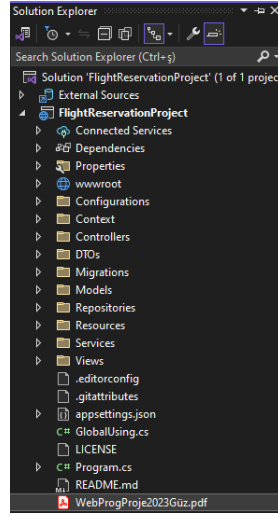 Solution Explorer
Search Solution Explorer (Ctrl+ş)
Solution 'FlightReservationProject' (1 of 1 projec
External Sources
FlightReservationProject
Connected Services
Dependencies
Properties
wwwroot
Configurations
Context
Controllers
DTOs
Migrations
Models
Repositories
Resources
Services
Views
.editorconfig
.gitattributes
appsettings.json
C# GlobalUsing.cs
LICENSE
C# Program.cs
README.md
WebProgProje2023Güz.pdf